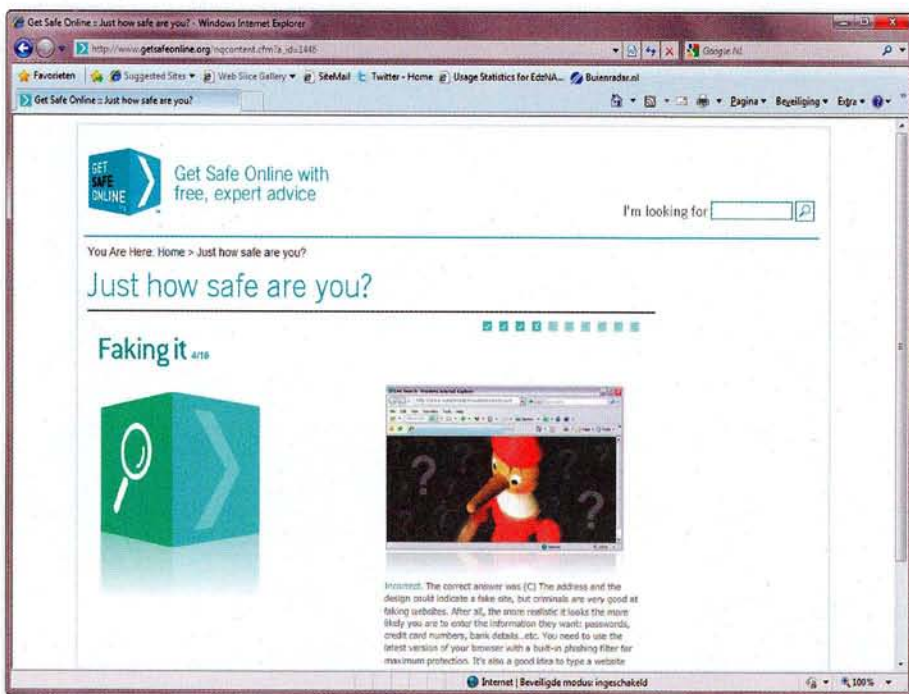 Get Safe Online :: Just how safe are you? - Windows Internet Explorer
http://www.getsafeonline.org/nqcontent.cfm?a_id=1446
Google NL
Favorieten Suggested Sites Web Slice Gallery SiteMail Twitter - Home Usage Statistics for EdeNA... Buienradar.nl
Get Safe Online :: Just how safe are you?
Pagina Beveiliging Extra
GET
SAFE
ONLINE
Get Safe Online with
free, expert advice
I'm looking for
You Are Here: Home > Just how safe are you?
Just how safe are you?
Faking it 4/10
? ? ?
Incorrect. The correct answer was (C) The address and the
design could indicate a fake site, but criminals are very good at
faking websites. After all, the more realistic it looks the more
likely you are to enter the information they want: passwords,
credit card numbers, bank details...etc. You need to use the
latest version of your browser with a built-in phishing filter for
maximum protection. It's also a good idea to type a website
Internet | Beveiligde modus: ingeschakeld
100%